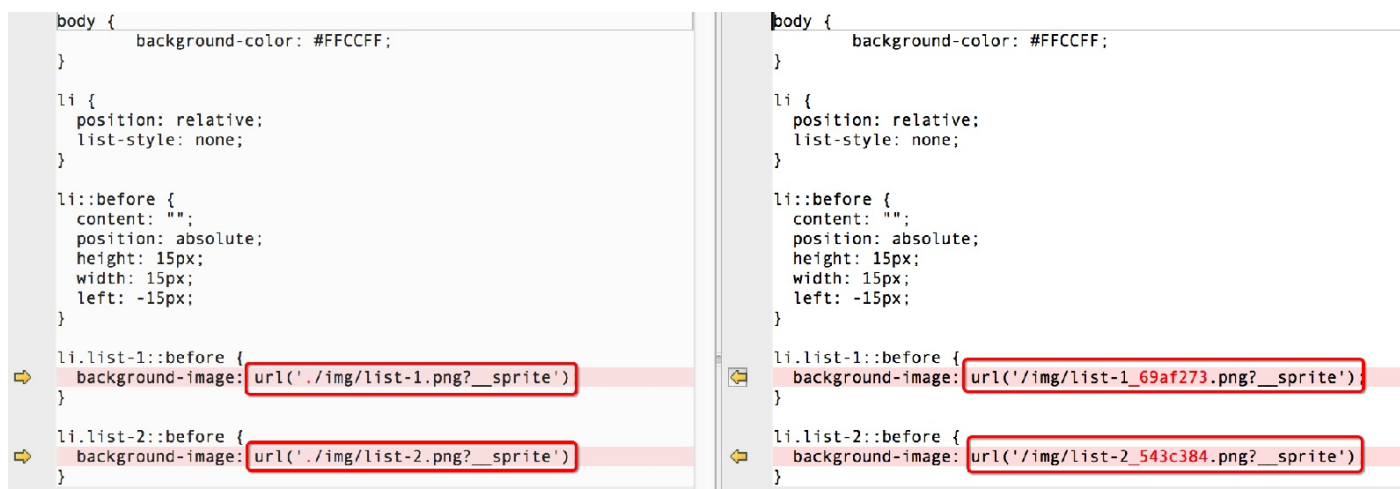 body {
        background-color: #FFCCFF;
}
li {
  position: relative;
  list-style: none;
}
li::before {
  content: "";
  position: absolute;
  height: 15px;
  width: 15px;
  left: -15px;
}
li.list-1::before {
  background-image: url('./img/list-1.png?__sprite')
}
li.list-2::before {
  background-image: url('./img/list-2.png?__sprite')
}
body {
        background-color: #FFCCFF;
}
li {
  position: relative;
  list-style: none;
}
li::before {
  content: "";
  position: absolute;
  height: 15px;
  width: 15px;
  left: -15px;
}
li.list-1::before {
  background-image: url('/img/list-1_69af273.png?__sprite');
}
li.list-2::before {
  background-image: url('/img/list-2_543c384.png?__sprite')
}